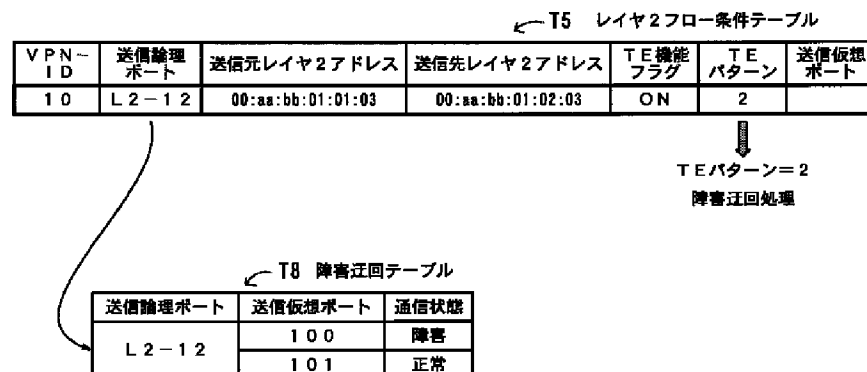 T5 レイヤ2フロー条件テーブル
VPN-ID 送信論理ポート 送信元レイヤ2アドレス 送信先レイヤ2アドレス TE機能フラグ TEパターン 送信仮想ポート
10 L2-12 00:aa:bb:01:01:03 00:aa:bb:01:02:03 ON 2
TEパターン=2
障害迂回処理
T8 障害迂回テーブル
送信論理ポート 送信仮想ポート 通信状態
L2-12 100 障害
101 正常